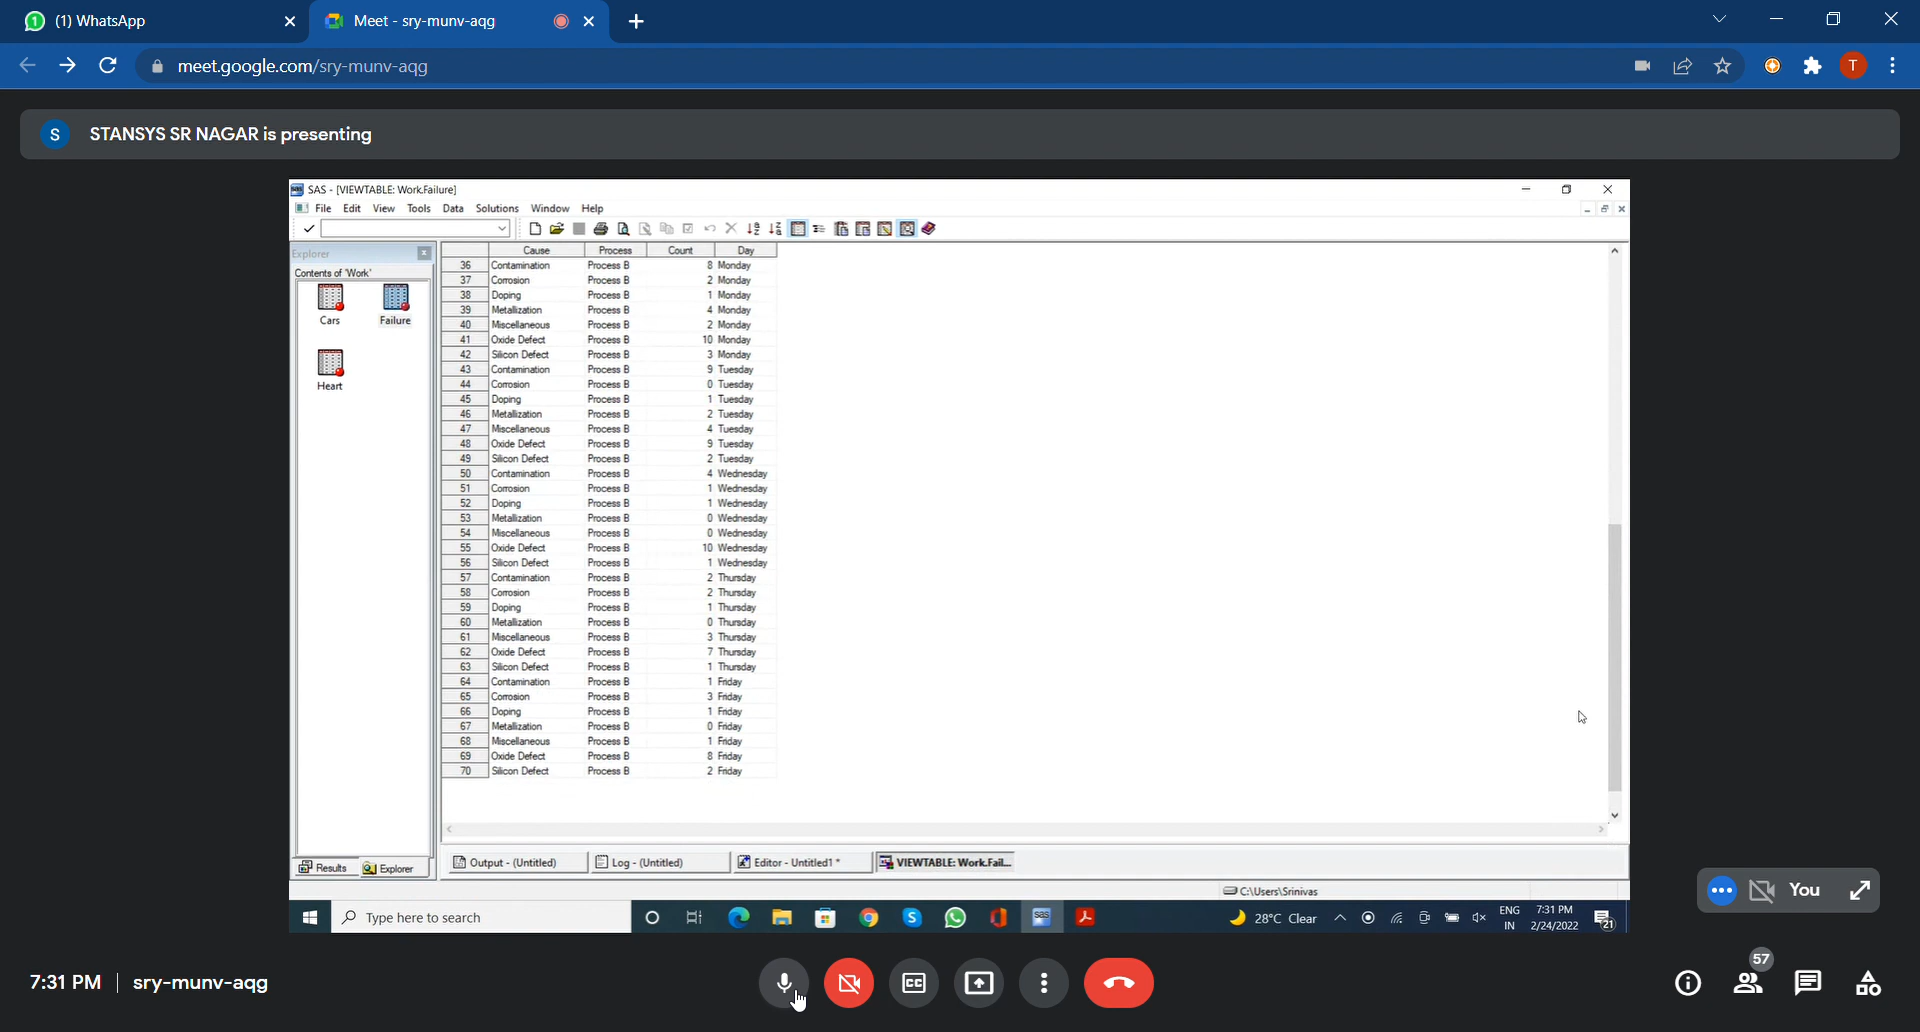 (1) WhatsApp
Meet - sry-munv-aqg
meet.google.com/sry-munv-aqg
T
S STANSYS SR NAGAR is presenting
SAS - [VIEWTABLE: Work.Failure]
File Edit View Tools Data Solutions Window Help
Explorer
Contents of 'Work'
Cars Failure
Heart
Cause Process Count Day
36 Contamination Process B 8 Monday
37 Corrosion Process B 2 Monday
38 Doping Process B 1 Monday
39 Metallization Process B 4 Monday
40 Miscellaneous Process B 2 Monday
41 Oxide Defect Process B 10 Monday
42 Silicon Defect Process B 3 Monday
43 Contamination Process B 9 Tuesday
44 Corrosion Process B 0 Tuesday
45 Doping Process B 1 Tuesday
46 Metallization Process B 2 Tuesday
47 Miscellaneous Process B 4 Tuesday
48 Oxide Defect Process B 9 Tuesday
49 Silicon Defect Process B 2 Tuesday
50 Contamination Process B 4 Wednesday
51 Corrosion Process B 1 Wednesday
52 Doping Process B 1 Wednesday
53 Metallization Process B 0 Wednesday
54 Miscellaneous Process B 0 Wednesday
55 Oxide Defect Process B 10 Wednesday
56 Silicon Defect Process B 1 Wednesday
57 Contamination Process B 2 Thursday
58 Corrosion Process B 2 Thursday
59 Doping Process B 1 Thursday
60 Metallization Process B 0 Thursday
61 Miscellaneous Process B 3 Thursday
62 Oxide Defect Process B 7 Thursday
63 Silicon Defect Process B 1 Thursday
64 Contamination Process B 1 Friday
65 Corrosion Process B 3 Friday
66 Doping Process B 1 Friday
67 Metallization Process B 0 Friday
68 Miscellaneous Process B 1 Friday
69 Oxide Defect Process B 8 Friday
70 Silicon Defect Process B 2 Friday
Results Explorer
Output - (Untitled) Log - (Untitled) Editor - Untitled1 * VIEWTABLE: Work.Fail...
C:\Users\Srinivas
You
Type here to search
28°C Clear
ENG
IN
7:31 PM
2/24/2022
21
7:31 PM | sry-munv-aqg
CC
57